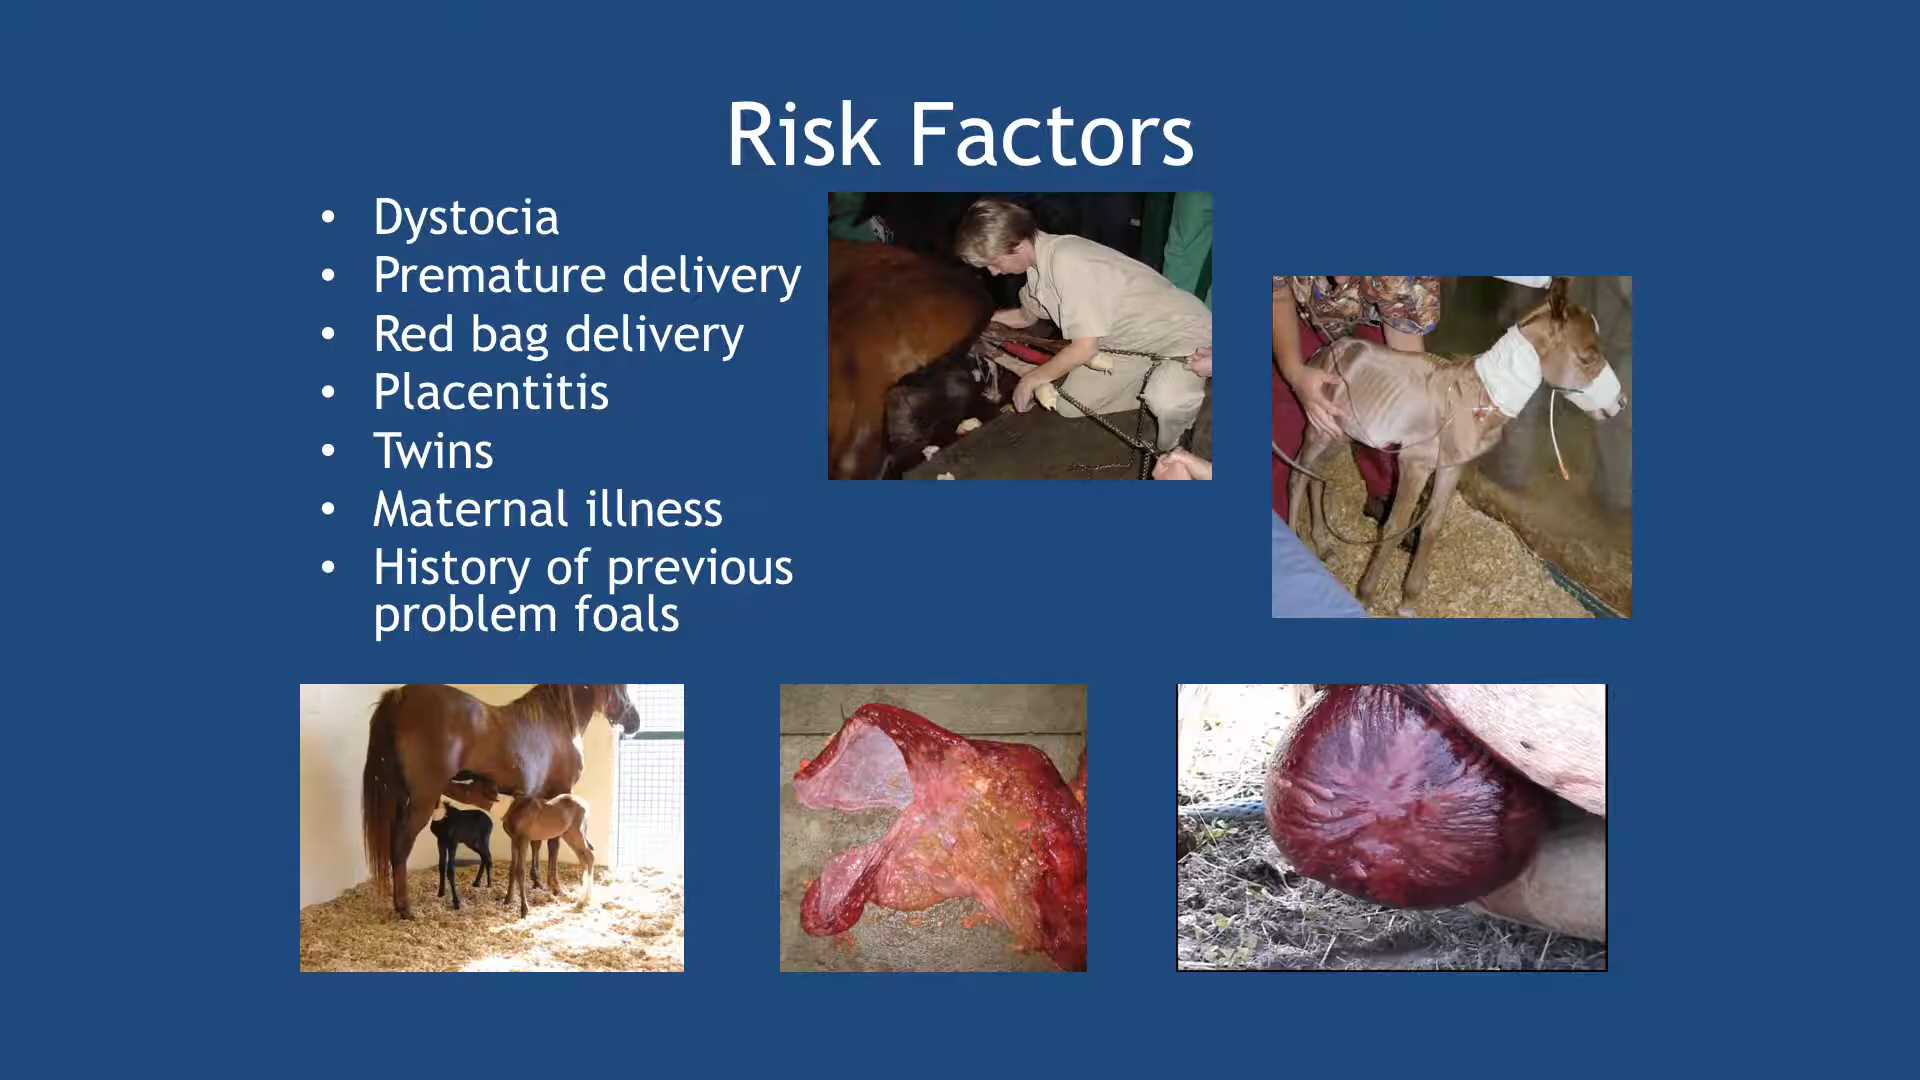 Risk Factors
• Dystocia
• Premature delivery
• Red bag delivery
• Placentitis
• Twins
• Maternal illness
• History of previous
problem foals